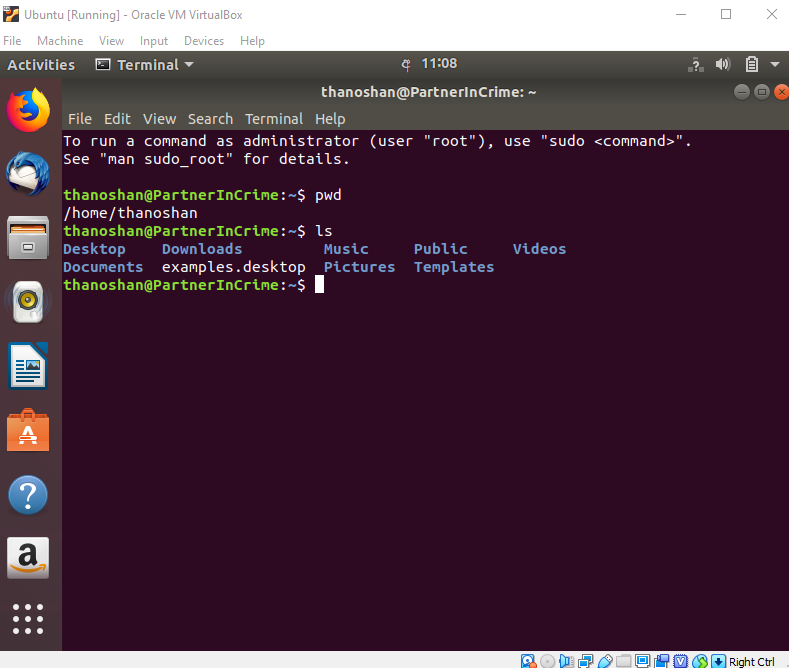 Ubuntu [Running] - Oracle VM VirtualBox
File Machine View Input Devices Help
Activities Terminal 11:08 ?
thanoshan@PartnerInCrime: ~
File Edit View Search Terminal Help
To run a command as administrator (user "root"), use "sudo <command>".
See "man sudo_root" for details.
thanoshan@PartnerInCrime:~$ pwd
/home/thanoshan
thanoshan@PartnerInCrime:~$ ls
Desktop Downloads Music Public Videos
Documents examples.desktop Pictures Templates
thanoshan@PartnerInCrime:~$
A
?
a
Right Ctrl